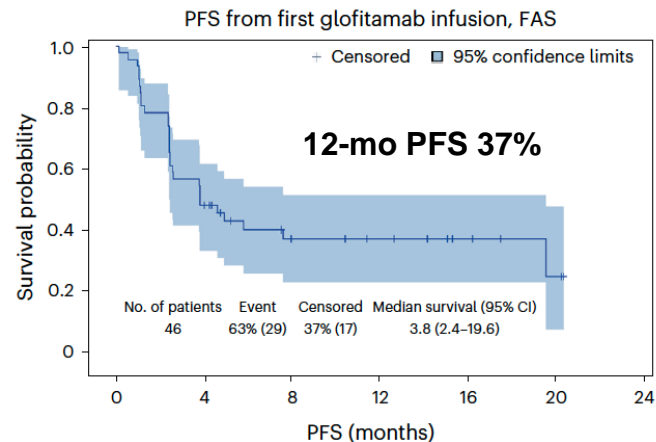 PFS from first glofitamab infusion, FAS
Censored 95% confidence limits
12-mo PFS 37%
Survival probability
1.0
0.8
0.6
0.4
0.2
0
No. of patients Event Censored Median survival (95% CI)
46 63% (29) 37% (17) 3.8 (2.4–19.6)
0 4 8 12 16 20 24
PFS (months)